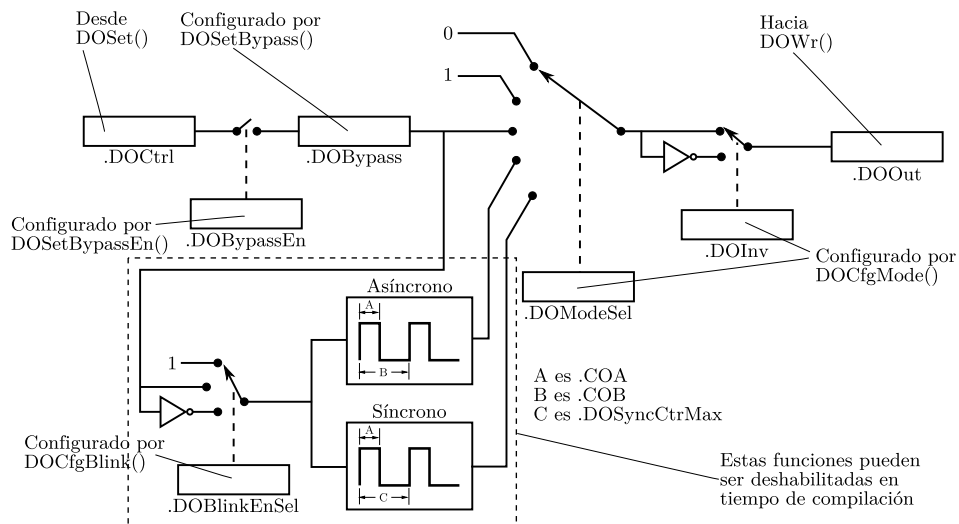 Desde
DOSet()
Configurado por
DOSetBypass()
0
1
Hacia
DOWr()
.DOCtrl
.DOBypass
.DOOut
Configurado por
DOSetBypassEn()
.DOBypassEn
.DOInv
Configurado por
DOCfgMode()
.DOModeSel
Asíncrono
A
B
1
Síncrono
A
C
A es .COA
B es .COB
C es .DOSyncCtrMax
Configurado por
DOCfgBlink()
.DOBlinkEnSel
Estas funciones pueden
ser deshabilitadas en
tiempo de compilación